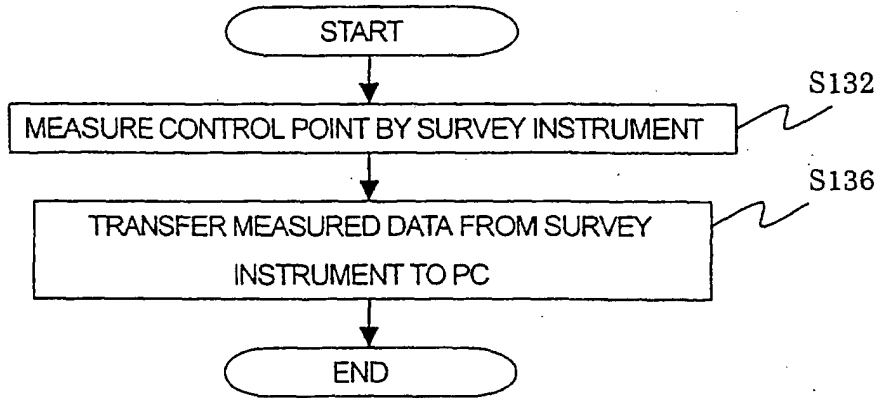 START
S132
MEASURE CONTROL POINT BY SURVEY INSTRUMENT
S136
TRANSFER MEASURED DATA FROM SURVEY
INSTRUMENT TO PC
END